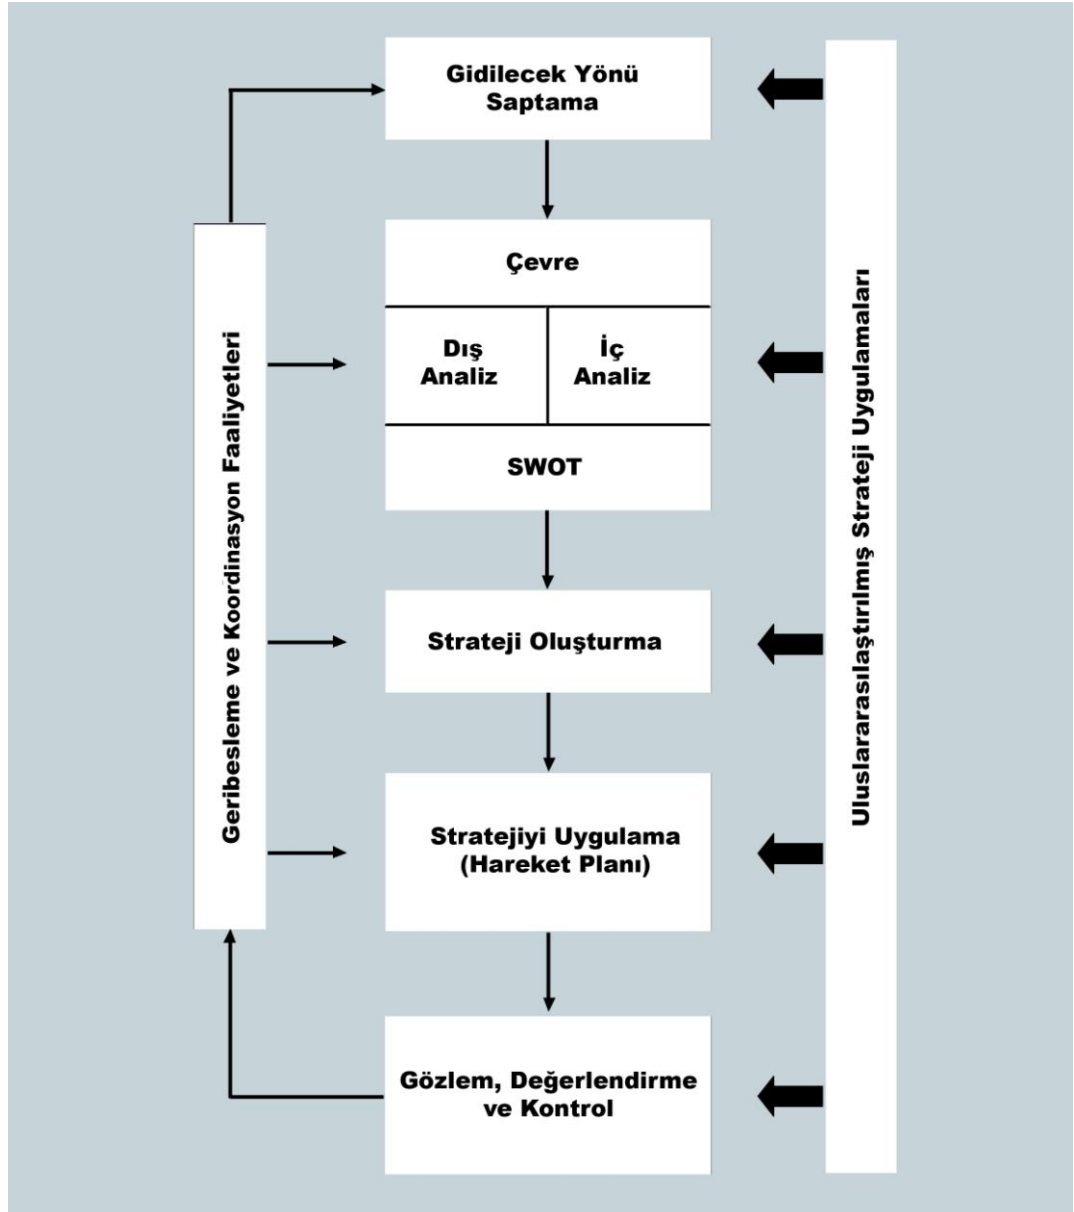 Gidilecek Yönü
Saptama
Çevre
Dış
Analiz
İç
Analiz
SWOT
Strateji Oluşturma
Stratejiyi Uygulama
(Hareket Planı)
Gözlem, Değerlendirme
ve Kontrol
Geribesleme ve Koordinasyon Faaliyetleri
Uluslararasılaştırılmış Strateji Uygulamaları